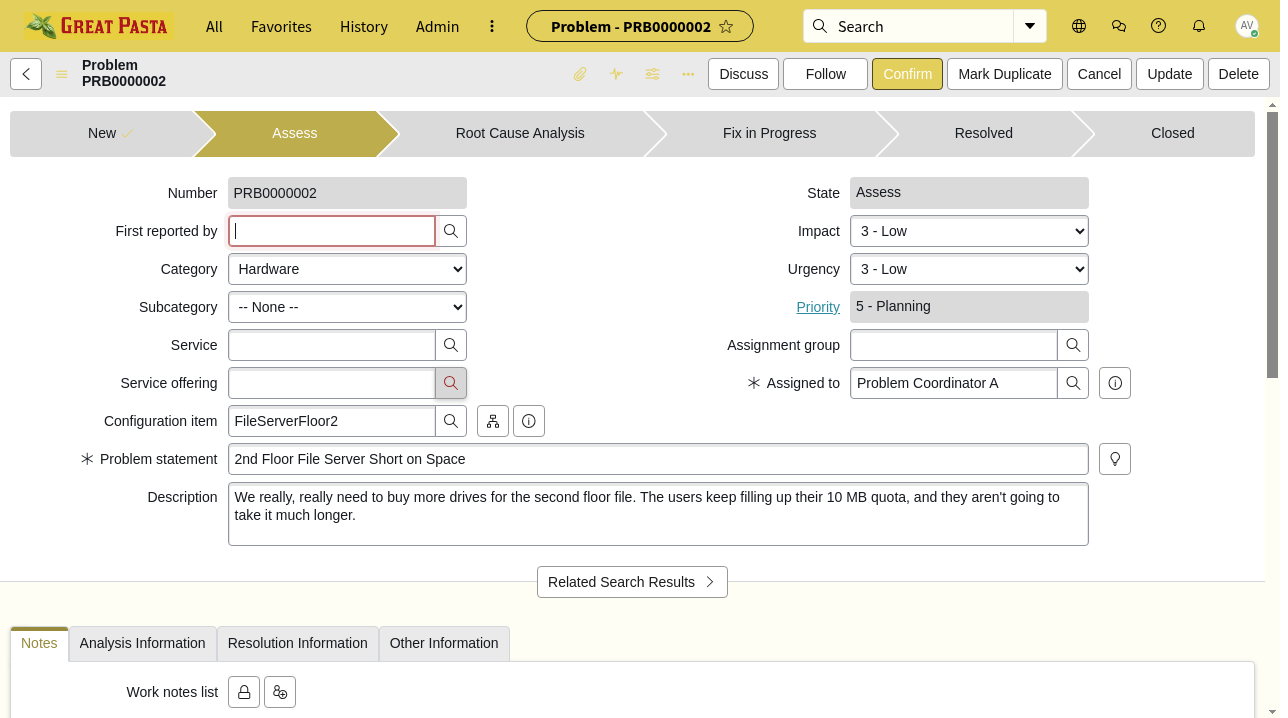 GREAT PASTA
All
Favorites
History
Admin
Problem - PRB0000002
Search
AV
Problem
PRB0000002
Discuss
Follow
Confirm
Mark Duplicate
Cancel
Update
Delete
New
Assess
Root Cause Analysis
Fix in Progress
Resolved
Closed
Number
PRB0000002
State
Assess
First reported by
Impact
3 - Low
Category
Hardware
Urgency
3 - Low
Subcategory
-- None --
Priority
5 - Planning
Service
Assignment group
Service offering
Assigned to
Problem Coordinator A
Configuration item
FileServerFloor2
Problem statement
2nd Floor File Server Short on Space
Description
We really, really need to buy more drives for the second floor file. The users keep filling up their 10 MB quota, and they aren't going to
take it much longer.
Related Search Results
Notes
Analysis Information
Resolution Information
Other Information
Work notes list